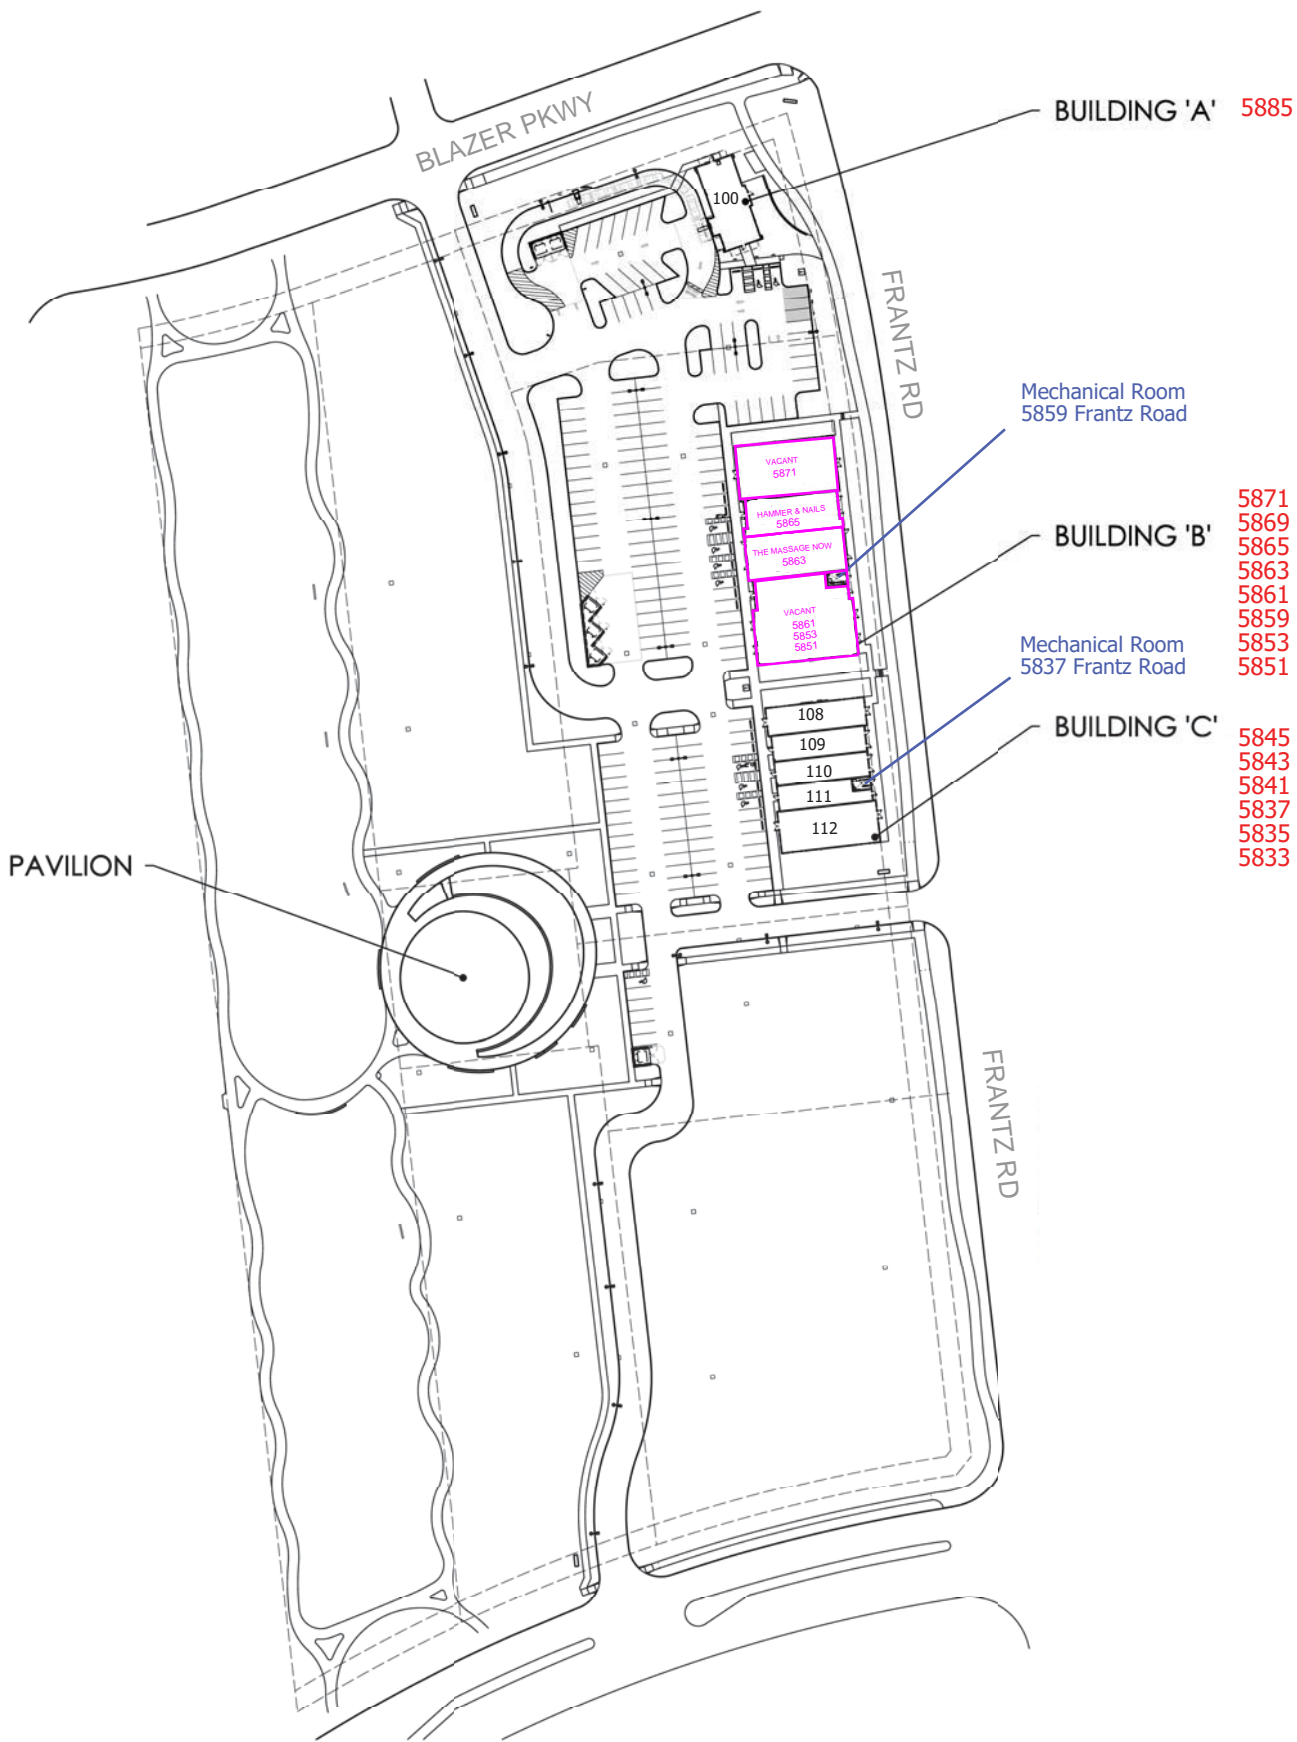 BUILDING 'A' 5885
BLAZER PKWY
100
FRANTZ RD
Mechanical Room
5859 Frantz Road
VACANT
5871
HAMMER & NAILS
5865
THE MASSAGE NOW
5863
VACANT
5861
5853
5851
BUILDING 'B'
5871
5869
5865
5863
5861
5859
5853
5851
Mechanical Room
5837 Frantz Road
108
109
110
111
112
BUILDING 'C'
5845
5843
5841
5837
5835
5833
PAVILION
FRANTZ RD